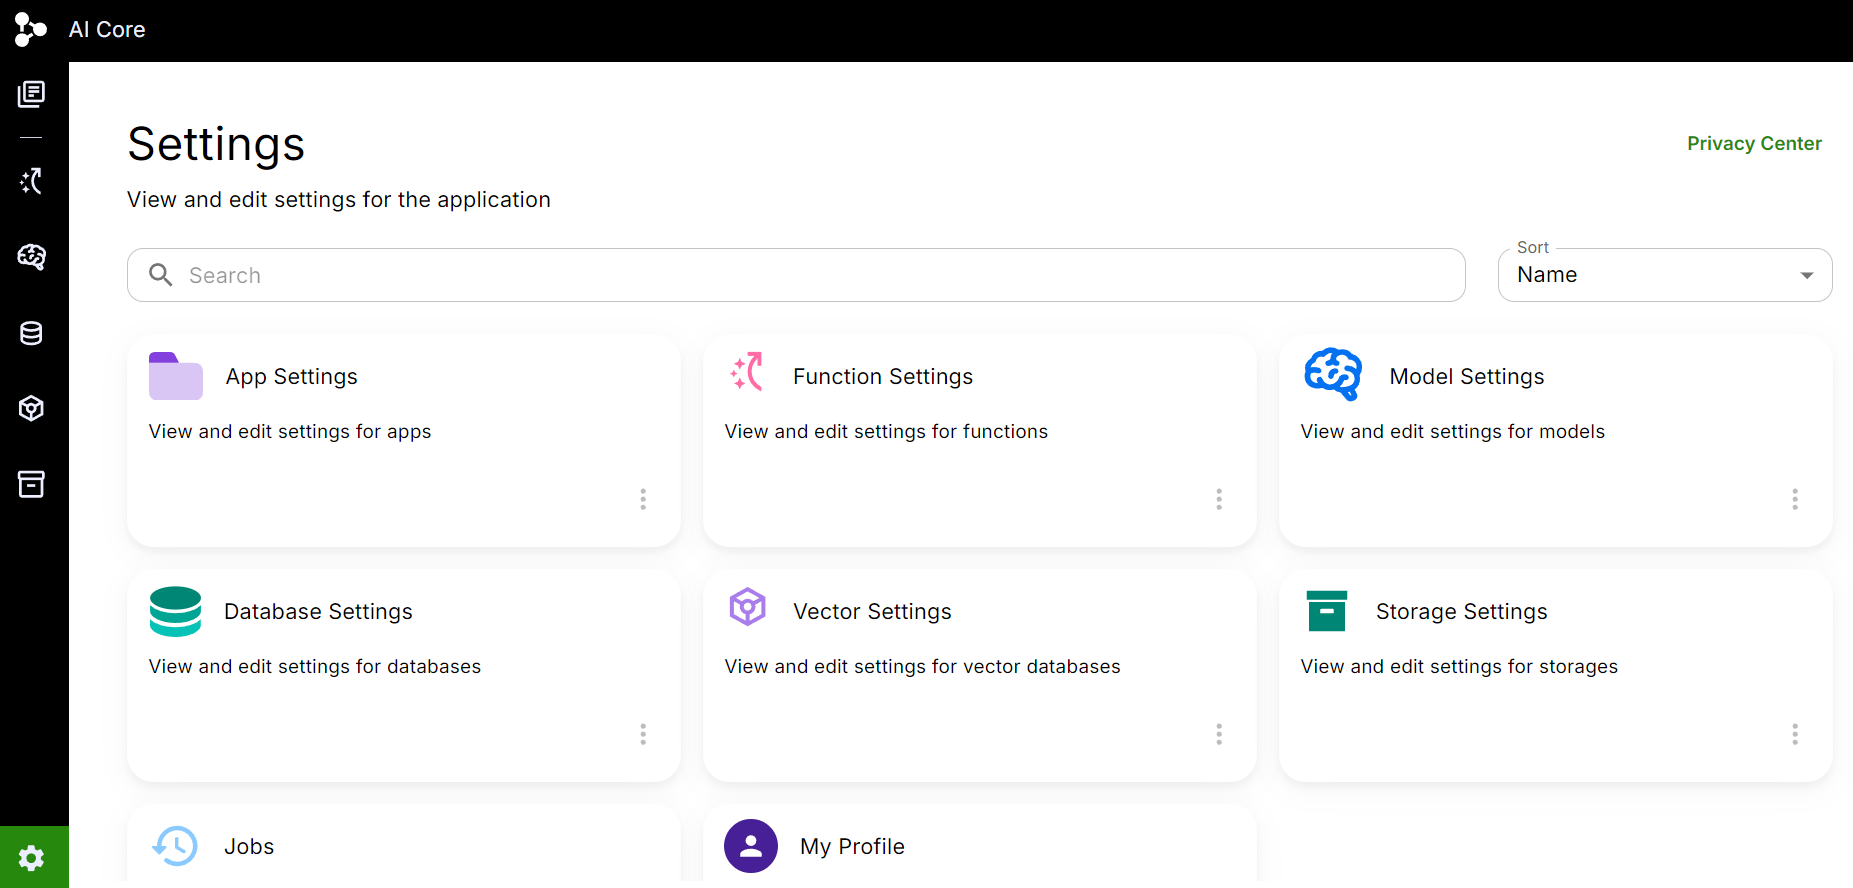 AI Core
Settings
Privacy Center
View and edit settings for the application
Search
Sort
Name
App Settings
View and edit settings for apps
Function Settings
View and edit settings for functions
Model Settings
View and edit settings for models
Database Settings
View and edit settings for databases
Vector Settings
View and edit settings for vector databases
Storage Settings
View and edit settings for storages
Jobs
My Profile